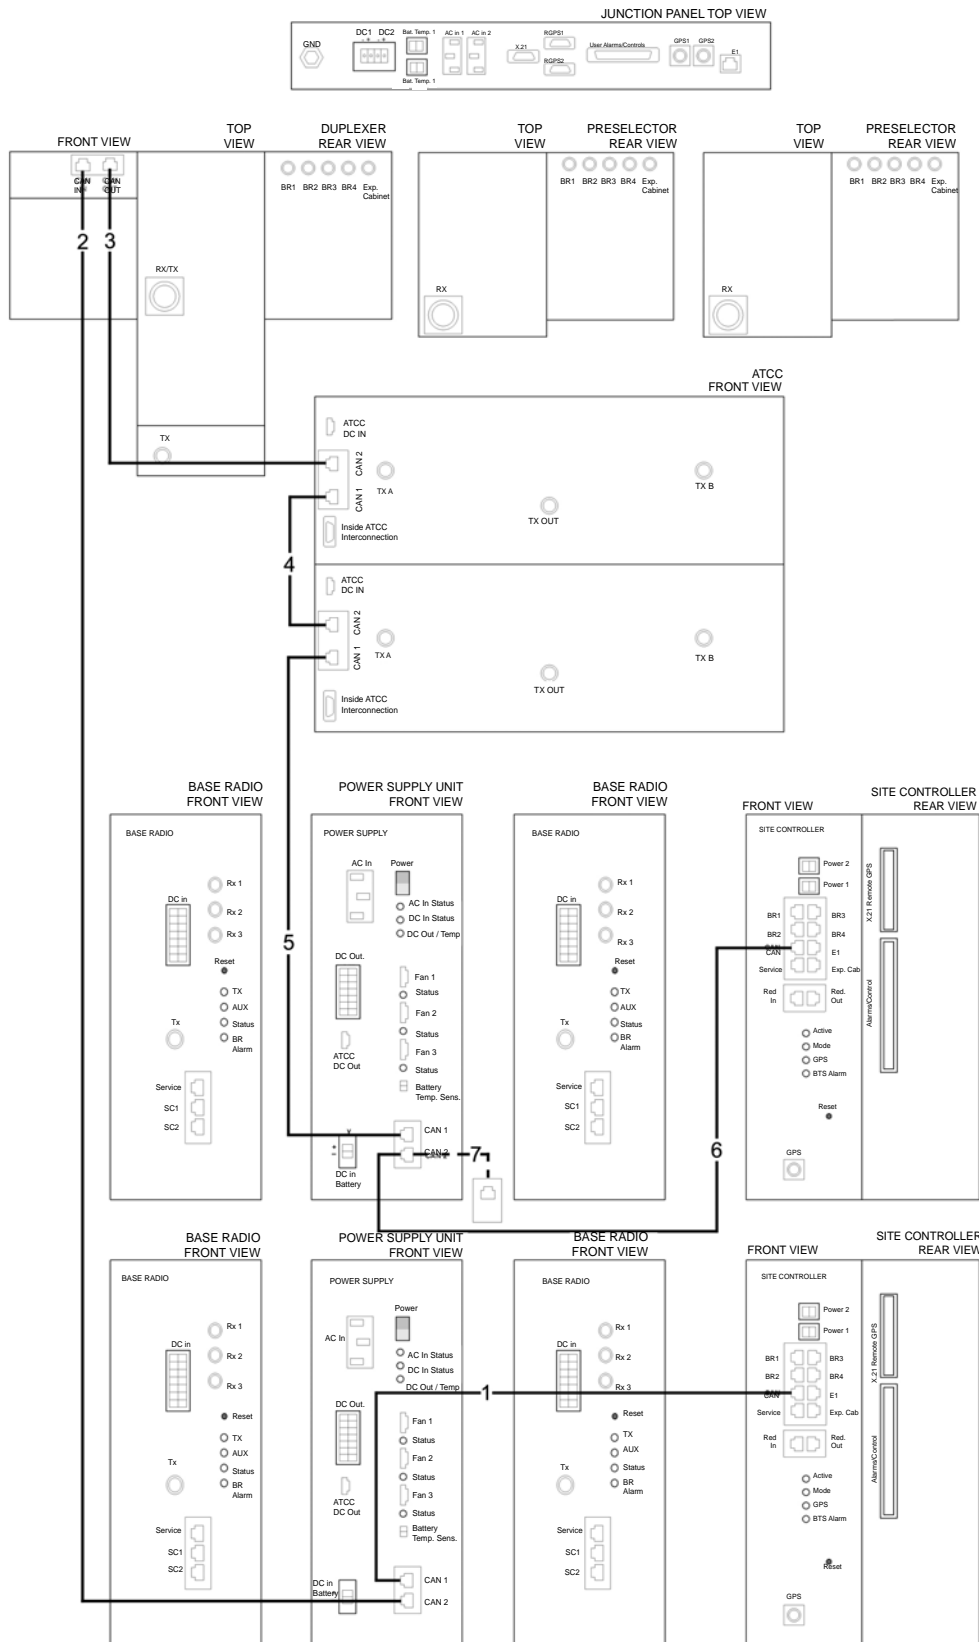 JUNCTION PANEL TOP VIEW
GND
DC1 DC2
- + - +
Bat. Temp. 1
Bat. Temp. 1
AC in 1 AC in 2
X.21
RGPS1
RGPS2
User Alarms/Controls
GPS1 GPS2
E1
FRONT VIEW
TOP VIEW
DUPLEXER REAR VIEW
TOP VIEW
PRESELECTOR REAR VIEW
TOP VIEW
PRESELECTOR REAR VIEW
CAN IN
CAN OUT
BR1 BR2 BR3 BR4 Exp. Cabinet
BR1 BR2 BR3 BR4 Exp. Cabinet
BR1 BR2 BR3 BR4 Exp. Cabinet
2 3
RX/TX
RX
RX
TX
ATCC
FRONT VIEW
ATCC DC IN
CAN 2
CAN 1
TX A
TX B
TX OUT
Inside ATCC
Interconnection
4
ATCC DC IN
CAN 2
CAN 1
TX A
TX B
TX OUT
Inside ATCC
Interconnection
5
BASE RADIO FRONT VIEW
BASE RADIO
DC in
Rx 1
Rx 2
Rx 3
Reset
TX
AUX
Status
BR Alarm
Tx
Service
SC1
SC2
POWER SUPPLY UNIT FRONT VIEW
POWER SUPPLY
AC In
Power
AC In Status
DC In Status
DC Out / Temp
DC Out.
Fan 1
Status
Fan 2
Status
Fan 3
Status
ATCC DC Out
Battery Temp. Sens.
CAN 1
CAN 2
DC in Battery
7
BASE RADIO FRONT VIEW
BASE RADIO
DC in
Rx 1
Rx 2
Rx 3
Reset
TX
AUX
Status
BR Alarm
Tx
Service
SC1
SC2
6
FRONT VIEW
SITE CONTROLLER REAR VIEW
SITE CONTROLLER
Power 2
Power 1
BR1 BR3
BR2 BR4
CAN E1
Service Exp. Cab
Red In
Red. Out
Active
Mode
GPS
BTS Alarm
Reset
GPS
X.21 Remote GPS
Alarms/Control
BASE RADIO FRONT VIEW
BASE RADIO
DC in
Rx 1
Rx 2
Rx 3
Reset
TX
AUX
Status
BR Alarm
Tx
Service
SC1
SC2
POWER SUPPLY UNIT FRONT VIEW
POWER SUPPLY
AC In
Power
AC In Status
DC In Status
DC Out / Temp
DC Out.
Fan 1
Status
Fan 2
Status
Fan 3
Status
ATCC DC Out
Battery Temp. Sens.
DC in Battery
CAN 1
CAN 2
1
BASE RADIO FRONT VIEW
BASE RADIO
DC in
Rx 1
Rx 2
Rx 3
Reset
TX
AUX
Status
BR Alarm
Tx
Service
SC1
SC2
FRONT VIEW
SITE CONTROLLER REAR VIEW
SITE CONTROLLER
Power 2
Power 1
BR1 BR3
BR2 BR4
CAN E1
Service Exp. Cab
Red In
Red. Out
Active
Mode
GPS
BTS Alarm
Reset
GPS
X.21 Remote GPS
Alarms/Control